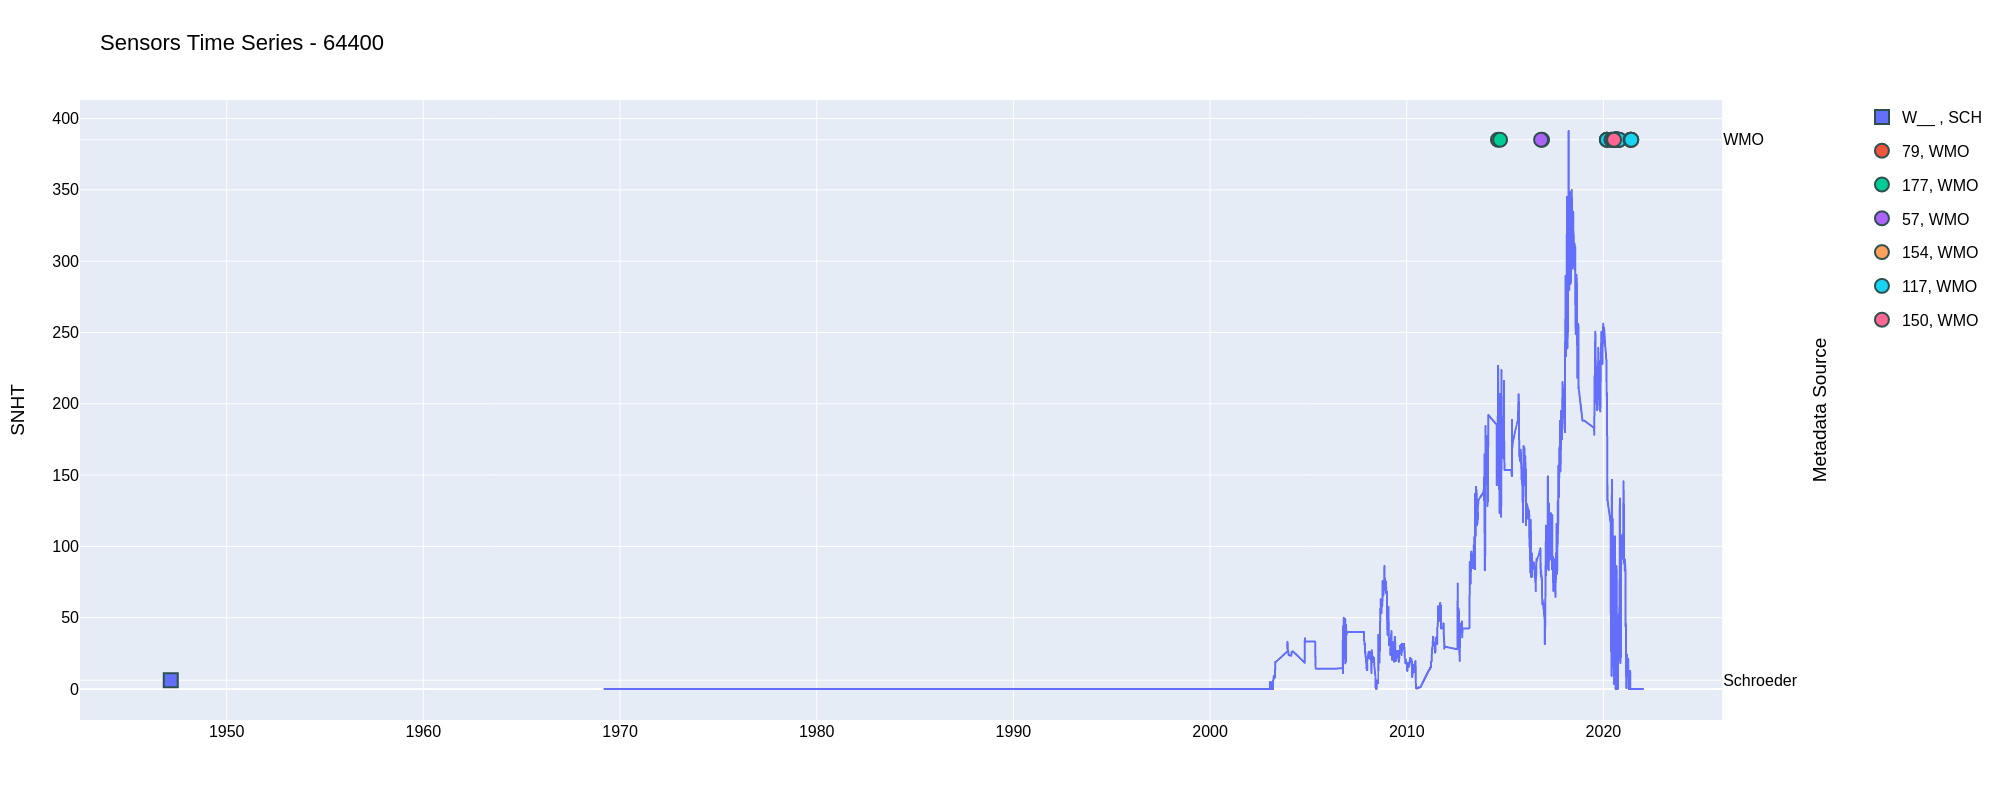 Sensors Time Series - 64400
SNHT
400
350
300
250
200
150
100
50
0
1950 1960 1970 1980 1990 2000 2010 2020
WMO
Schroeder
Metadata Source
W__ , SCH
79, WMO
177, WMO
57, WMO
154, WMO
117, WMO
150, WMO